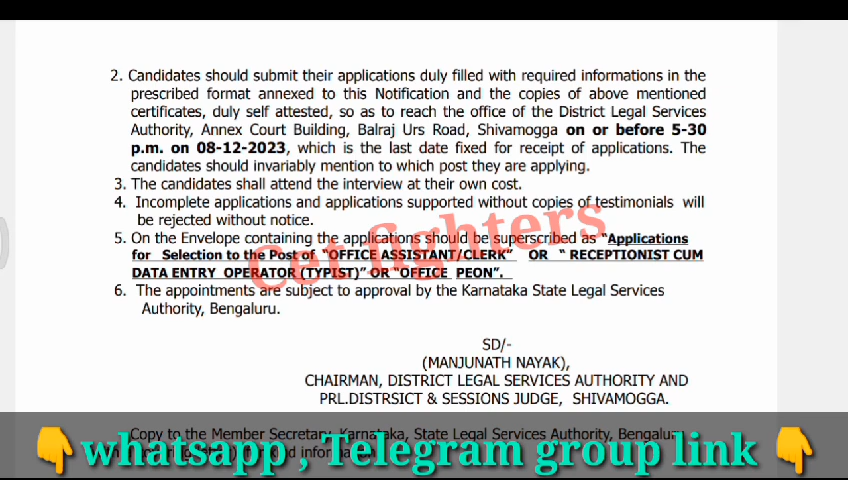 2. Candidates should submit their applications duly filled with required informations in the
prescribed format annexed to this Notification and the copies of above mentioned
certificates, duly self attested, so as to reach the office of the District Legal Services
Authority, Annex Court Building, Balraj Urs Road, Shivamogga on or before 5-30
p.m. on 08-12-2023, which is the last date fixed for receipt of applications. The
candidates should invariably mention to which post they are applying.
3. The candidates shall attend the interview at their own cost.
4. Incomplete applications and applications supported without copies of testimonials will
be rejected without notice.
5. On the Envelope containing the applications should be superscribed as "Applications
for Selection to the Post of "OFFICE ASSISTANT/CLERK" OR " RECEPTIONIST CUM
DATA ENTRY OPERATOR (TYPIST)" OR "OFFICE PEON".
6. The appointments are subject to approval by the Karnataka State Legal Services
Authority, Bengaluru.
Cet fighters
SD/-
(MANJUNATH NAYAK),
CHAIRMAN, DISTRICT LEGAL SERVICES AUTHORITY AND
PRL.DISTRSICT & SESSIONS JUDGE, SHIVAMOGGA.
Copy to the Member Secretary, Karnataka, State Legal Services Authority, Bengaluru
👇whatsapp , Telegram group link 👇